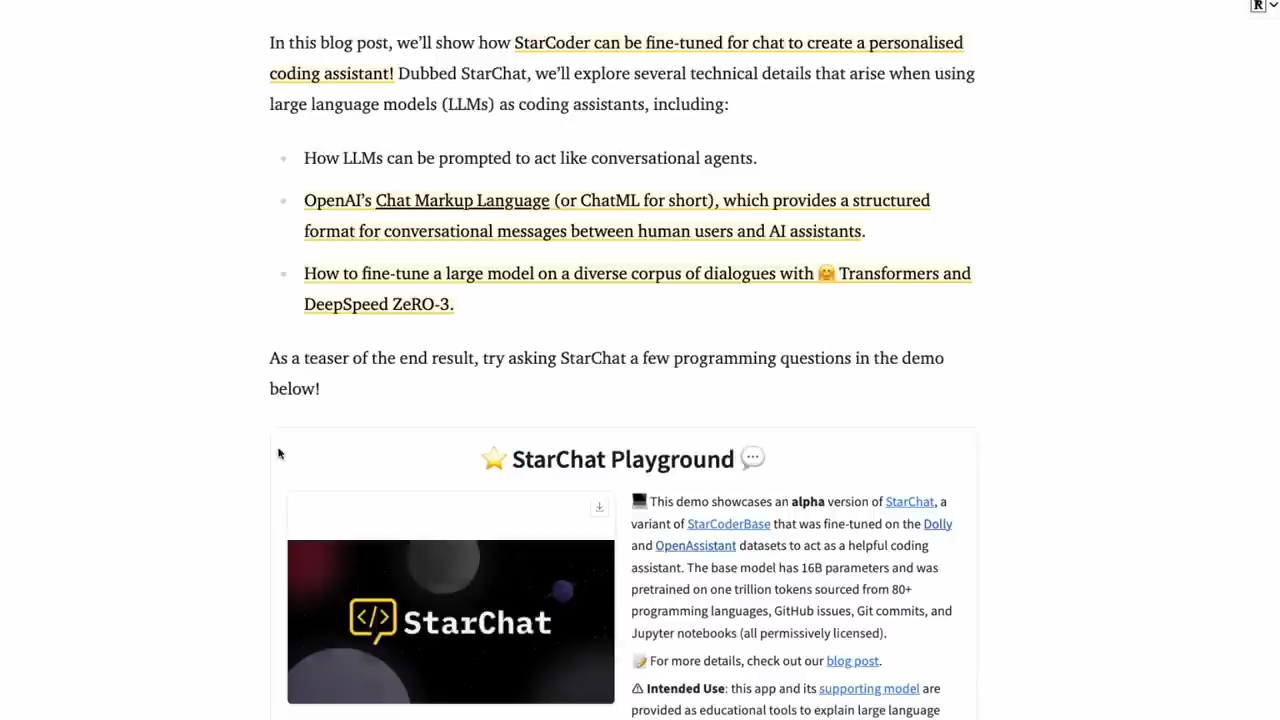 R
In this blog post, we’ll show how StarCoder can be fine-tuned for chat to create a personalised
coding assistant! Dubbed StarChat, we’ll explore several technical details that arise when using
large language models (LLMs) as coding assistants, including:
How LLMs can be prompted to act like conversational agents.
OpenAI’s Chat Markup Language (or ChatML for short), which provides a structured
format for conversational messages between human users and AI assistants.
How to fine-tune a large model on a diverse corpus of dialogues with 🤗 Transformers and
DeepSpeed ZeRO-3.
As a teaser of the end result, try asking StarChat a few programming questions in the demo
below!
⭐ StarChat Playground 💬
</> StarChat
💻 This demo showcases an alpha version of StarChat, a
variant of StarCoderBase that was fine-tuned on the Dolly
and OpenAssistant datasets to act as a helpful coding
assistant. The base model has 16B parameters and was
pretrained on one trillion tokens sourced from 80+
programming languages, GitHub issues, Git commits, and
Jupyter notebooks (all permissively licensed).
📝 For more details, check out our blog post.
⚠ Intended Use: this app and its supporting model are
provided as educational tools to explain large language